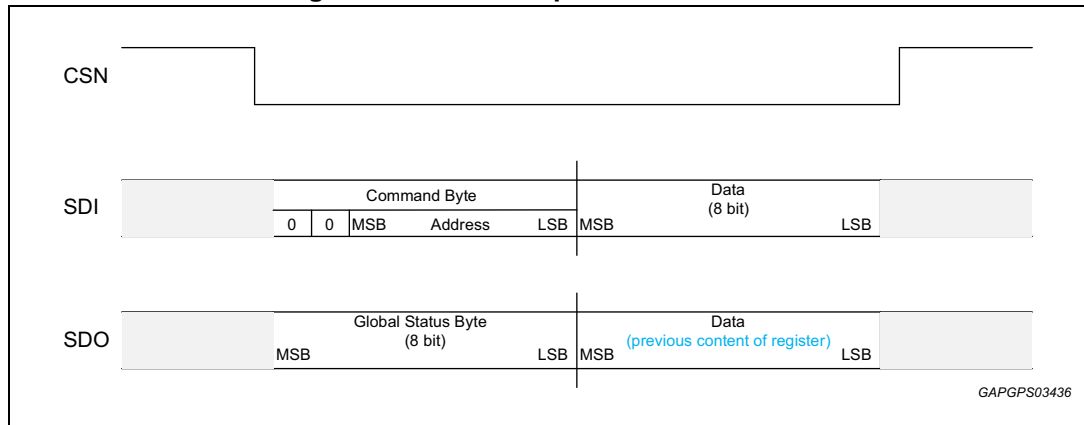 CSN
SDI
Command Byte
Data
(8 bit)
0 0 MSB Address LSB MSB LSB
SDO
Global Status Byte
(8 bit)
Data
(previous content of register)
MSB LSB MSB LSB
GAPGPS03436